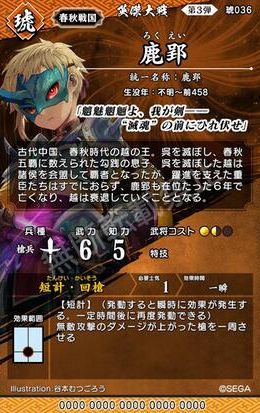 琥 春秋戦国 英傑大戦 第3弾 琥036
ろくえい
鹿郢
統一名称：鹿郢
生没年：不明～前458
「魑魅魍魎よ、我が剣――
“滅魂”の前にひれ伏せ」
古代中国、春秋時代の越の王。呉を滅ぼし、春秋
五覇に数えられた勾践の息子。呉を滅ぼした越は
諸侯を会盟して覇者となったが、躍進を支えた重
臣たちはすでにおらず、鹿郢も在位たった６年で
亡くなり、越は衰退していくこととなる。
兵種 武力 知力 武将コスト
槍兵 6 5 特技
たんけい・かいそう 必要士気 効果時間
短計・回槍 1 一瞬
効果範囲
【短計】（発動すると瞬時に効果が発生す
る。一定時間後に再度発動できる）
無敵攻撃のダメージが上がった槍を一周さ
せる
Illustration：谷本むつごろう ©SEGA
0000 0000 0000 0000 0000